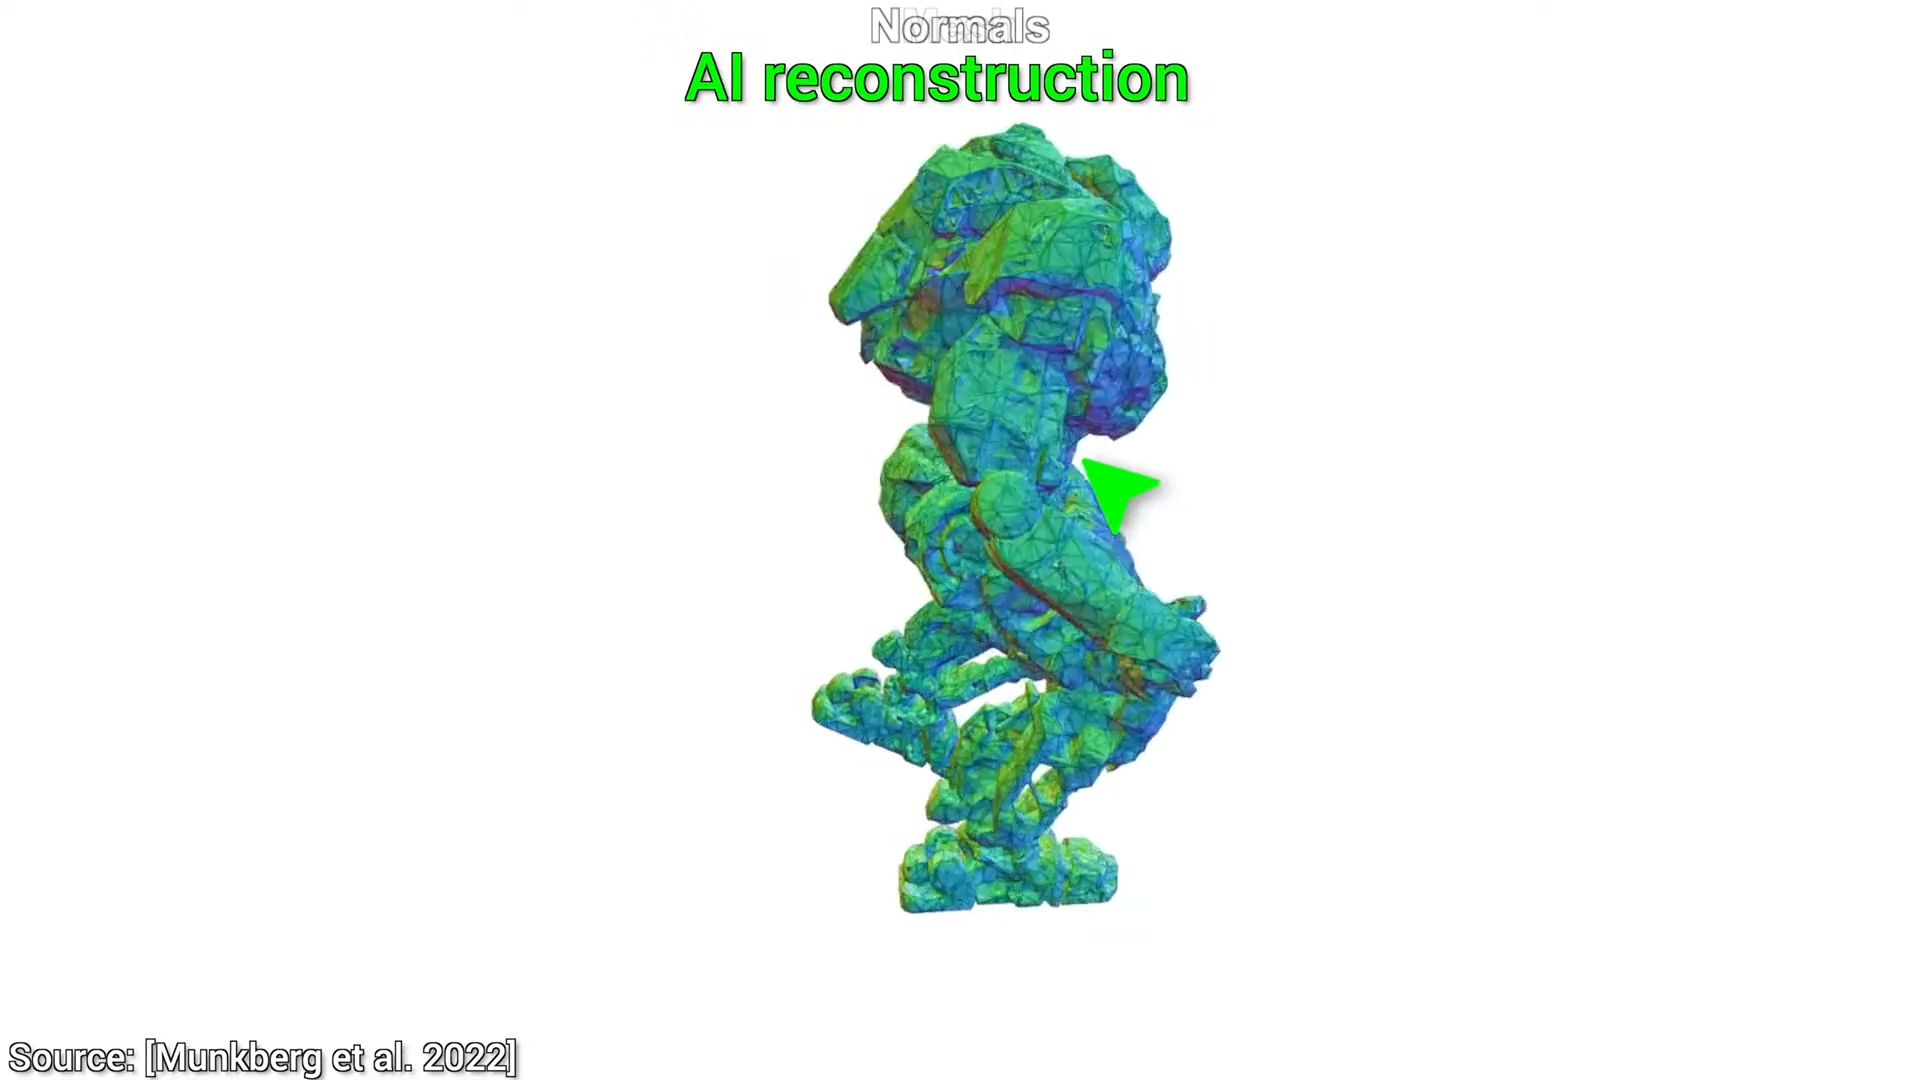 Normals
AI reconstruction
Source: [Munkberg et al. 2022]